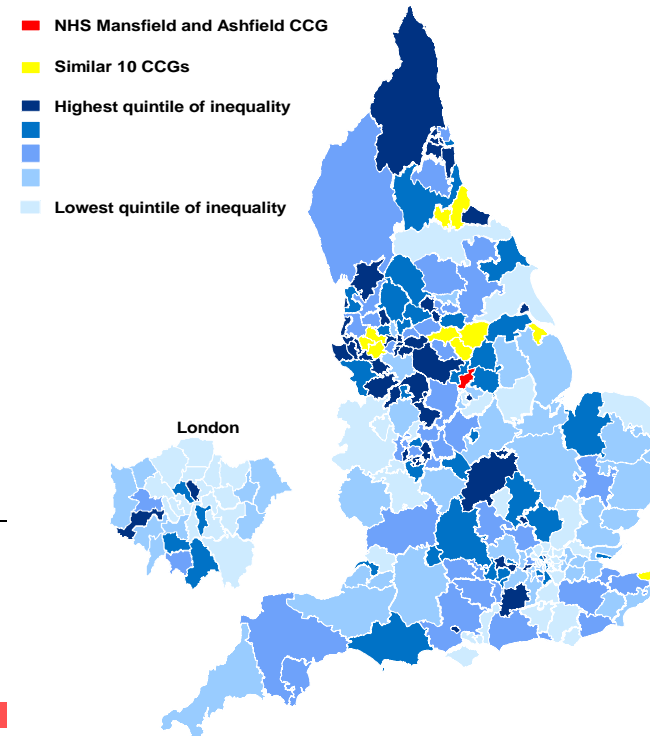 NHS Mansfield and Ashfield CCG
Similar 10 CCGs
Highest quintile of inequality
Lowest quintile of inequality
London